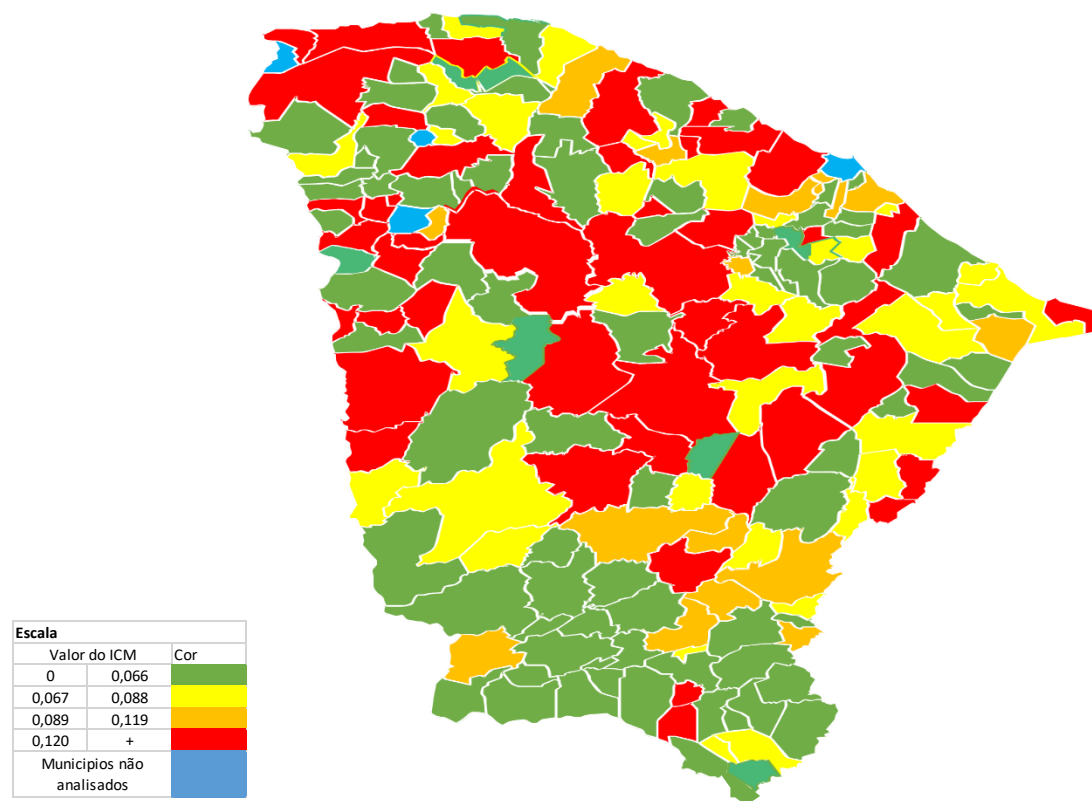 Escala
Valor do ICM Cor
0 0,066
0,067 0,088
0,089 0,119
0,120 +
Municipios não
analisados